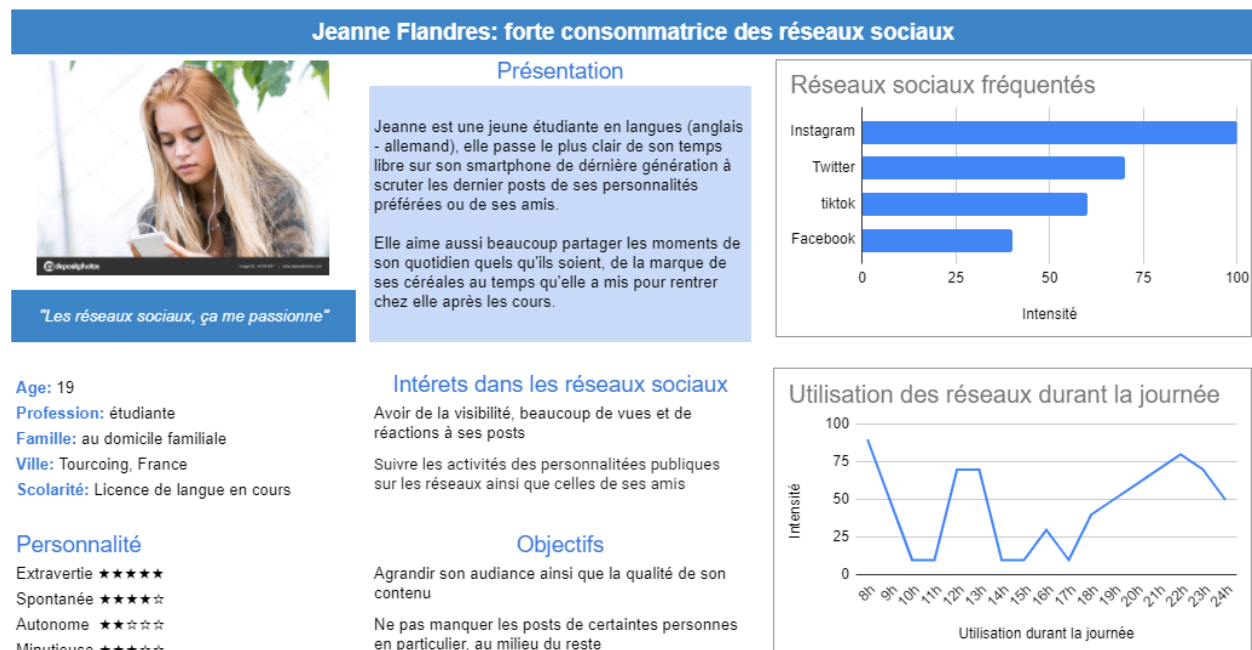 Jeanne Flandres: forte consommatrice des réseaux sociaux
depositphotos
"Les réseaux sociaux, ça me passionne"
Présentation
Jeanne est une jeune étudiante en langues (anglais
- allemand), elle passe le plus clair de son temps
libre sur son smartphone de dérnière génération à
scruter les dernier posts de ses personnalités
préférées ou de ses amis.
Elle aime aussi beaucoup partager les moments de
son quotidien quels qu'ils soient, de la marque de
ses céréales au temps qu'elle a mis pour rentrer
chez elle après les cours.
Réseaux sociaux fréquentés
Instagram
Twitter
tiktok
Facebook
0 25 50 75 100
Intensité
Age: 19
Profession: étudiante
Famille: au domicile familiale
Ville: Tourcoing, France
Scolarité: Licence de langue en cours
Intérets dans les réseaux sociaux
Avoir de la visibilité, beaucoup de vues et de
réactions à ses posts
Suivre les activités des personnalitées publiques
sur les réseaux ainsi que celles de ses amis
Utilisation des réseaux durant la journée
100
75
50
25
0
Intensité
8h 9h 10h 11h 12h 13h 14h 15h 16h 17h 18h 19h 20h 21h 22h 23h 24h
Utilisation durant la journée
Personnalité
Extravertie ★★★★★
Spontanée ★★★★☆
Autonome ★★☆☆☆
Minutieuse ★★★☆☆
Objectifs
Agrandir son audiance ainsi que la qualité de son
contenu
Ne pas manquer les posts de certaintes personnes
en particulier, au milieu du reste